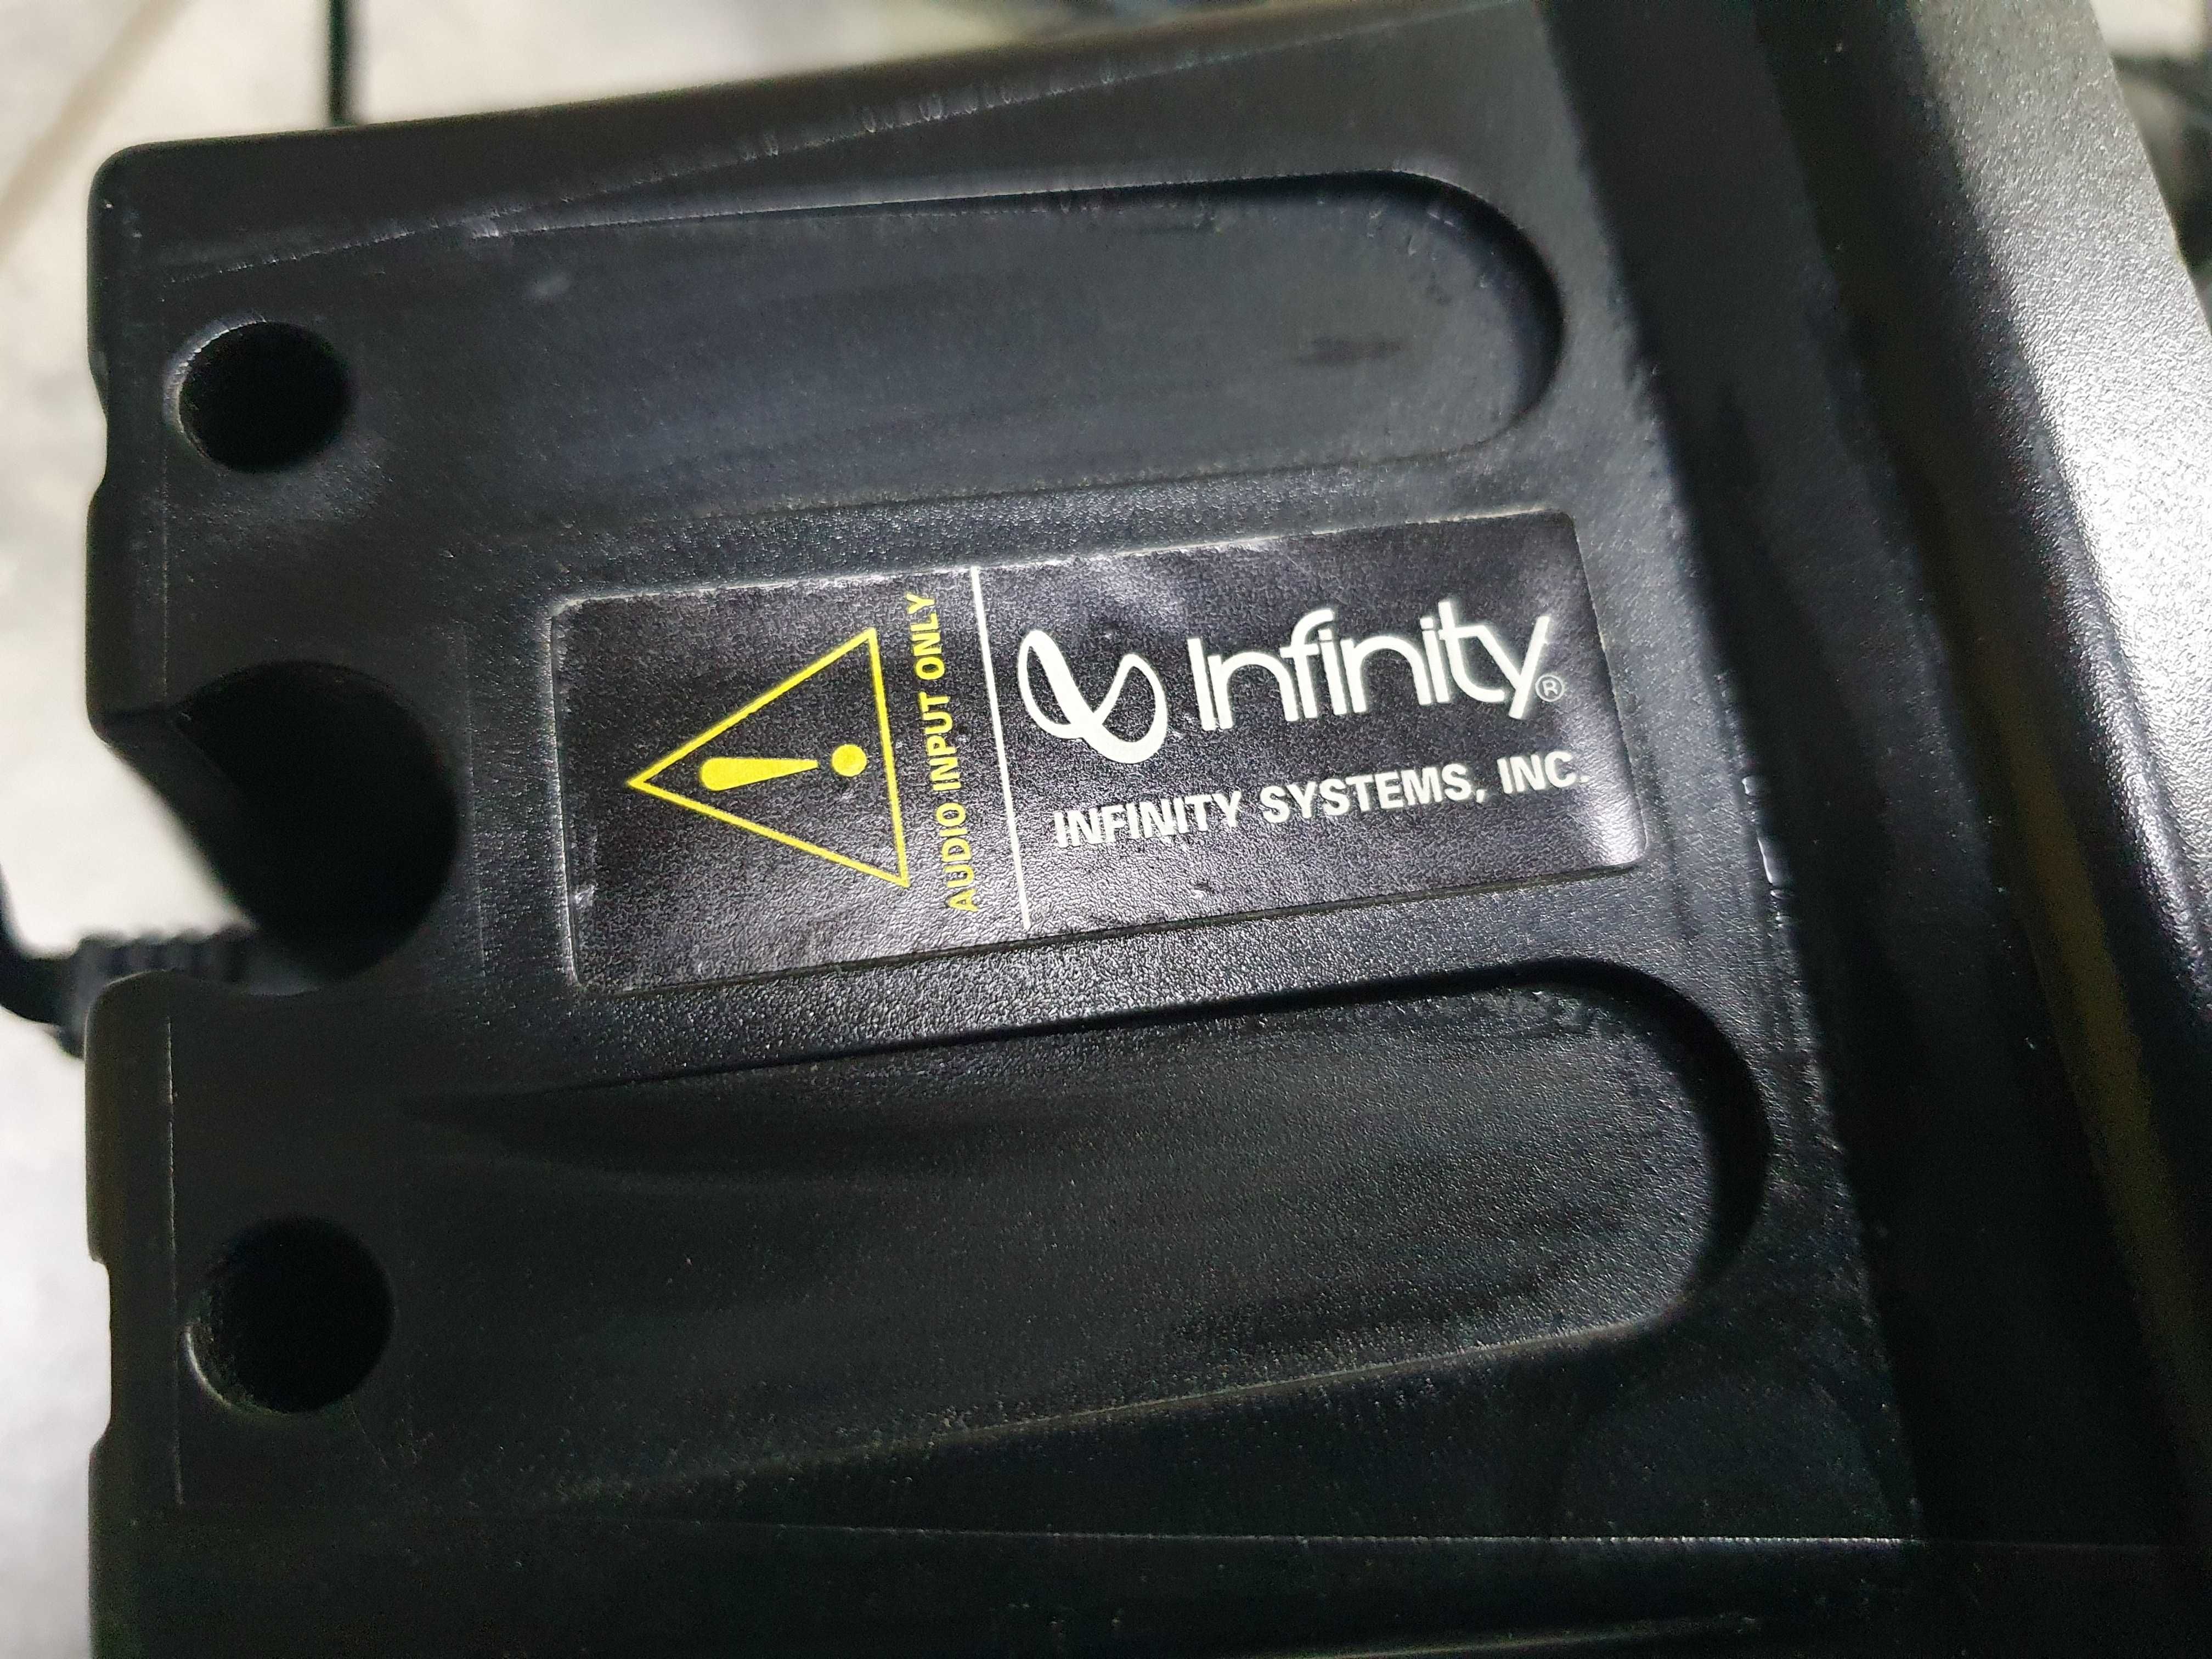 AUDIO INPUT ONLY
Infinity®
INFINITY SYSTEMS, INC.